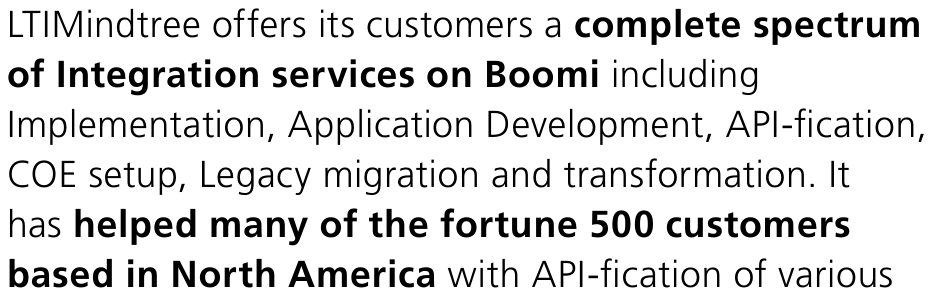 LTIMindtree offers its customers a complete spectrum
of Integration services on Boomi including
Implementation, Application Development, API-fication,
COE setup, Legacy migration and transformation. It
has helped many of the fortune 500 customers
based in North America with API-fication of various